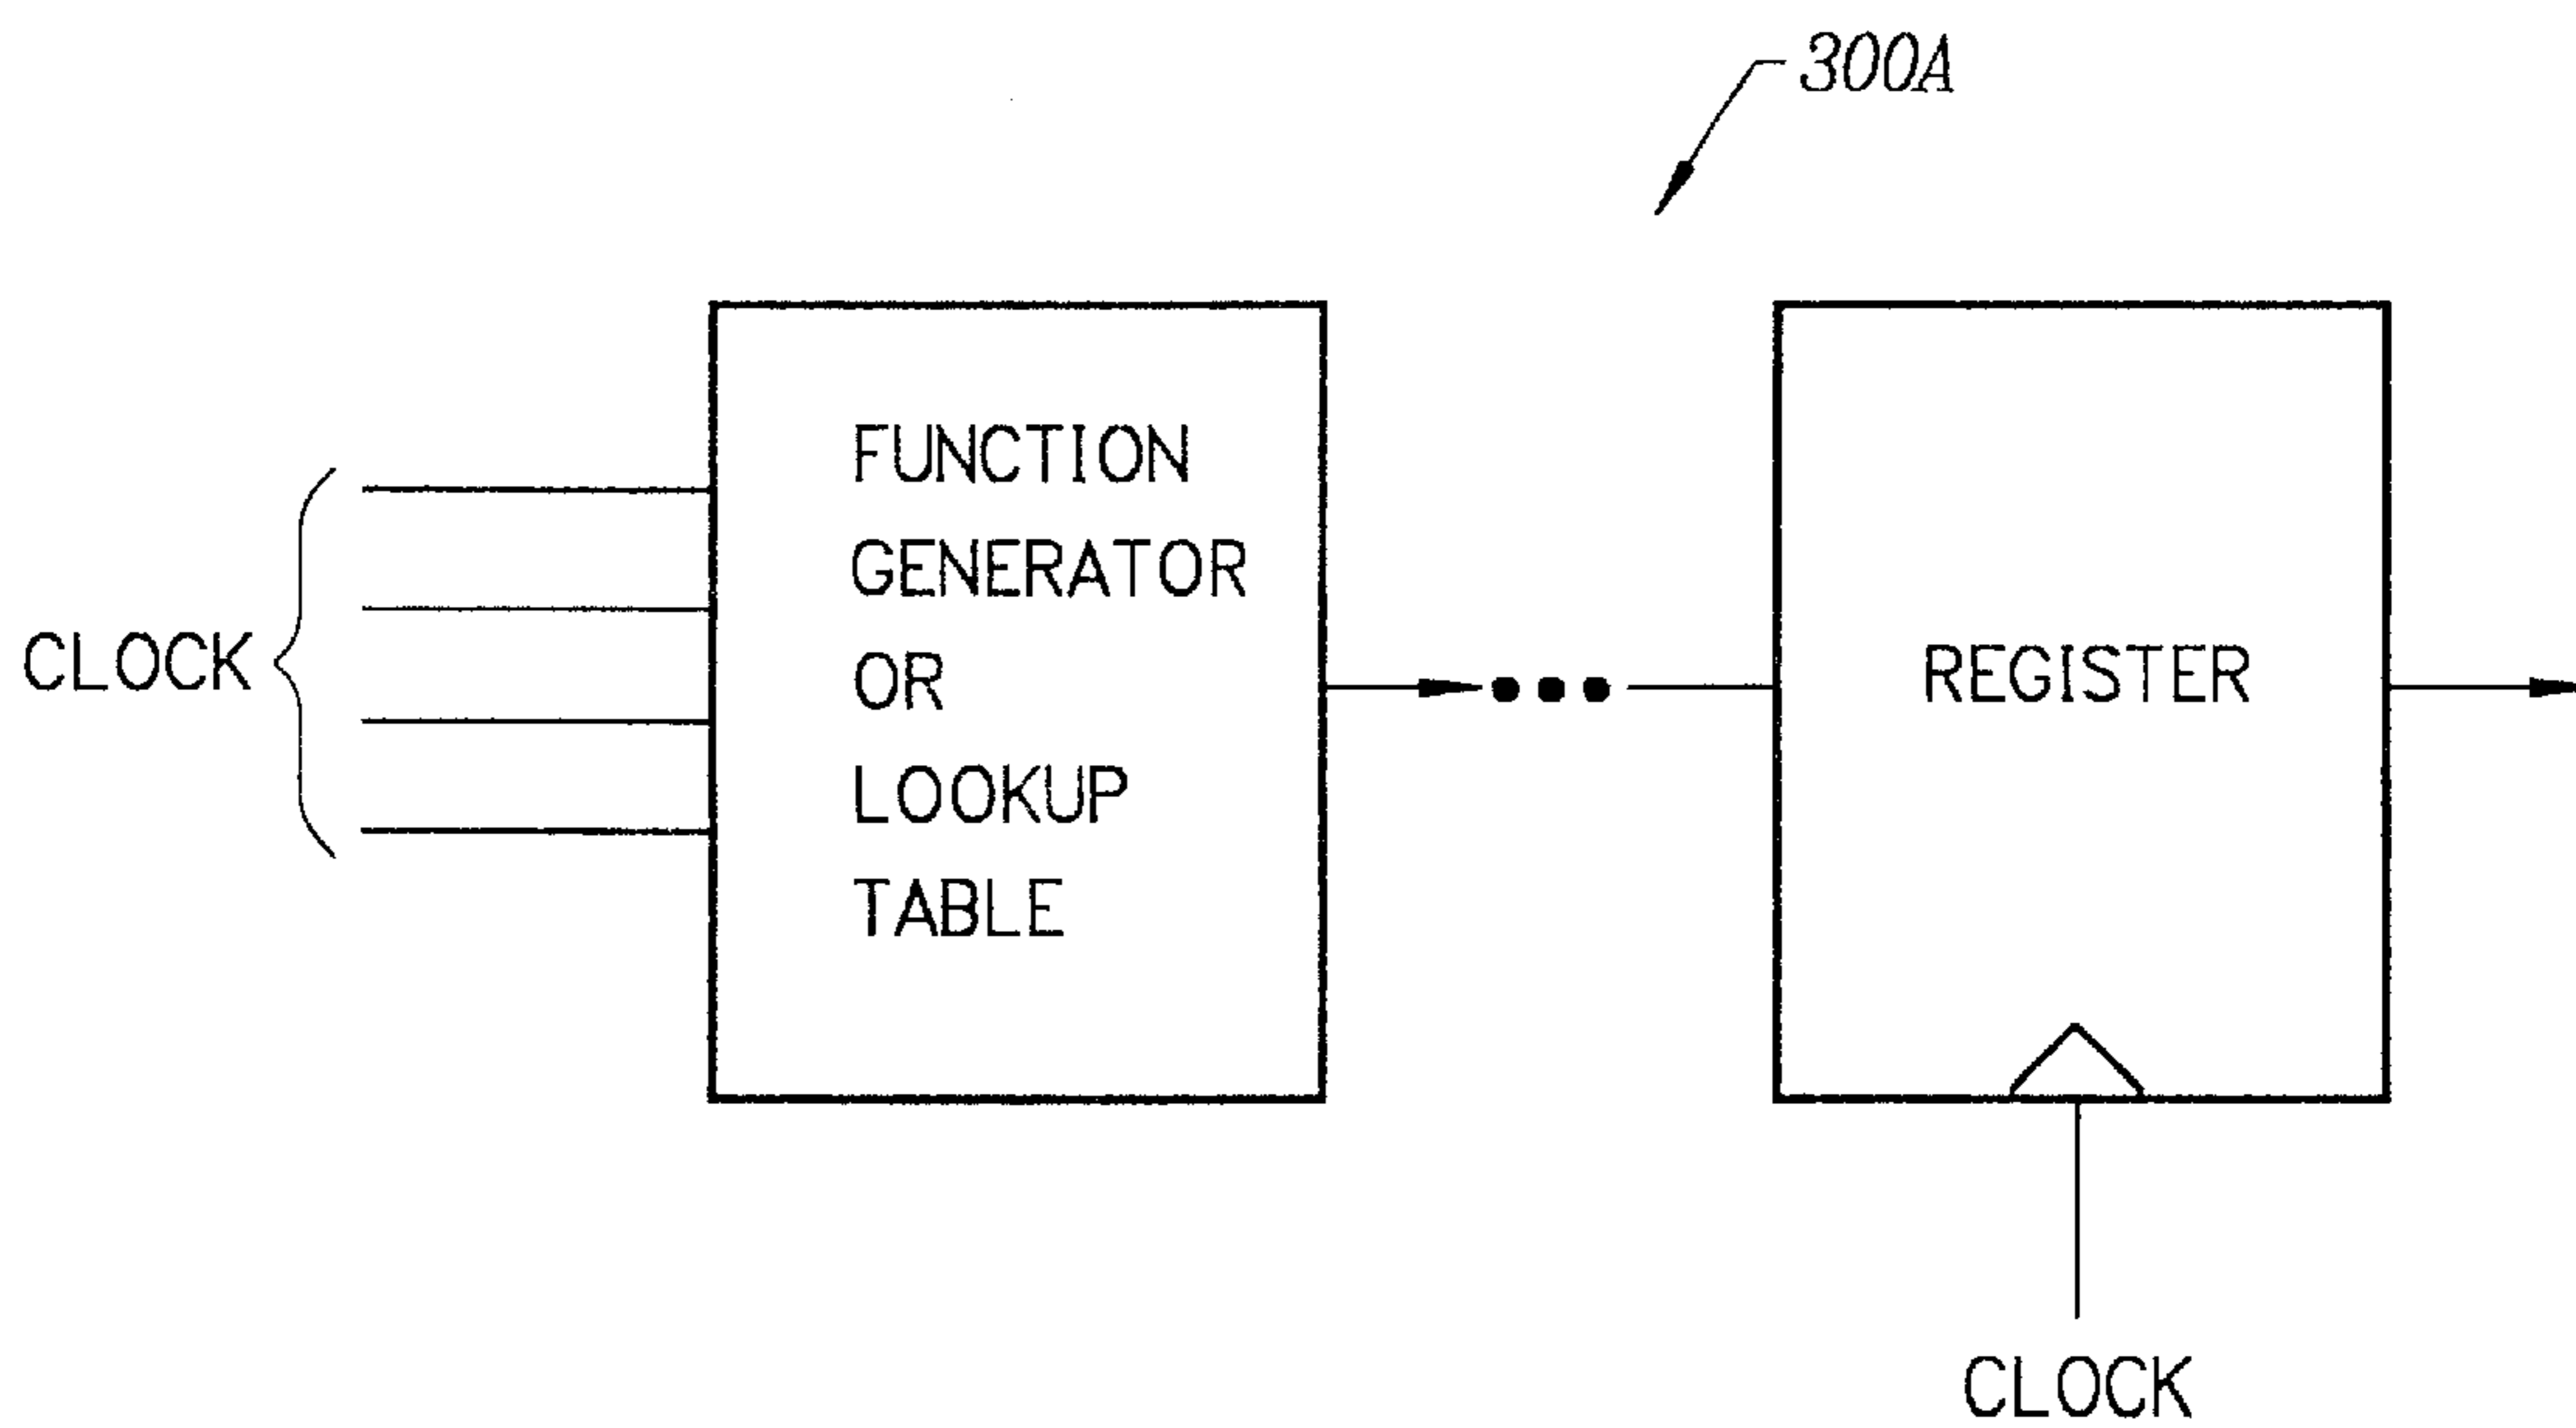 300A
FUNCTION
GENERATOR
OR
LOOKUP
TABLE
CLOCK
REGISTER
CLOCK